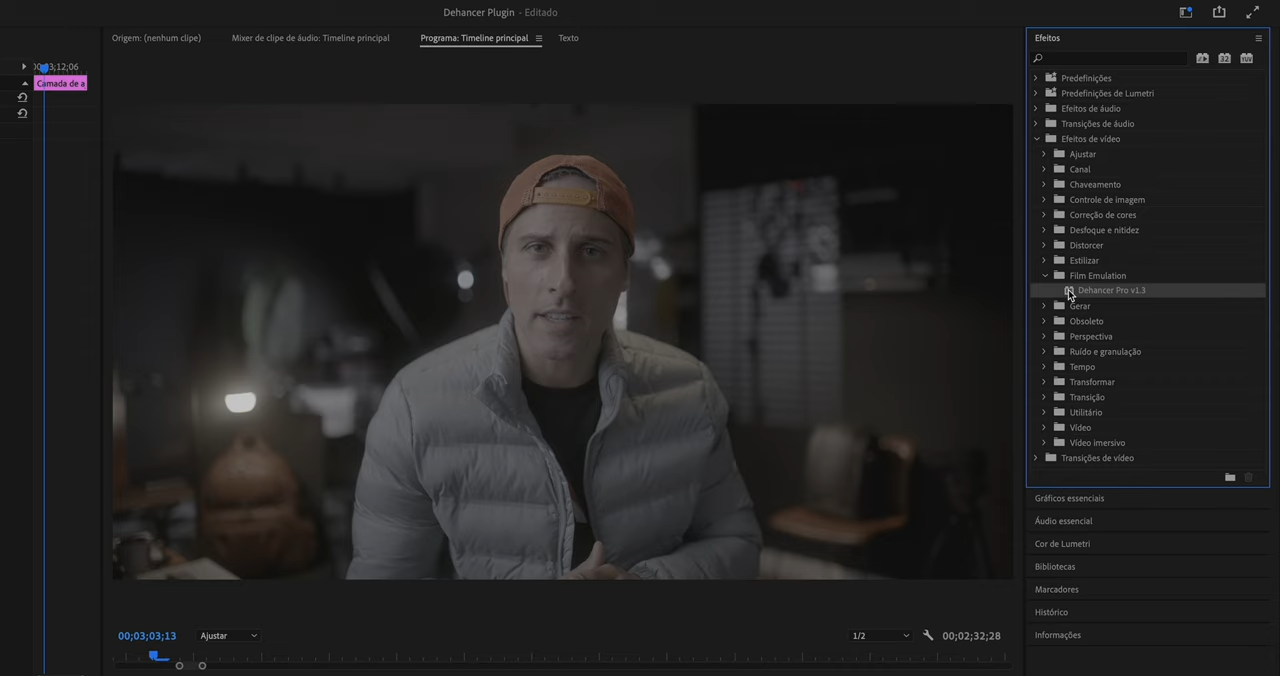 Dehancer Plugin - Editado
Origem: (nenhum clipe)
Mixer de clipe de áudio: Timeline principal
Programa: Timeline principal
Texto
Camada de a
Efeitos
32
YUV
Predefinições
Predefinições de Lumetri
Efeitos de áudio
Transições de áudio
Efeitos de vídeo
Ajustar
Canal
Chaveamento
Controle de imagem
Correção de cores
Desfoque e nitidez
Distorcer
Estilizar
Film Emulation
Dehancer Pro v1.3
Gerar
Obsoleto
Perspectiva
Ruído e granulação
Tempo
Transformar
Transição
Utilitário
Vídeo
Vídeo imersivo
Transições de vídeo
Gráficos essenciais
Áudio essencial
Cor de Lumetri
Bibliotecas
Marcadores
Histórico
Informações
00;03;03;13
Ajustar
1/2
00;02;32;28